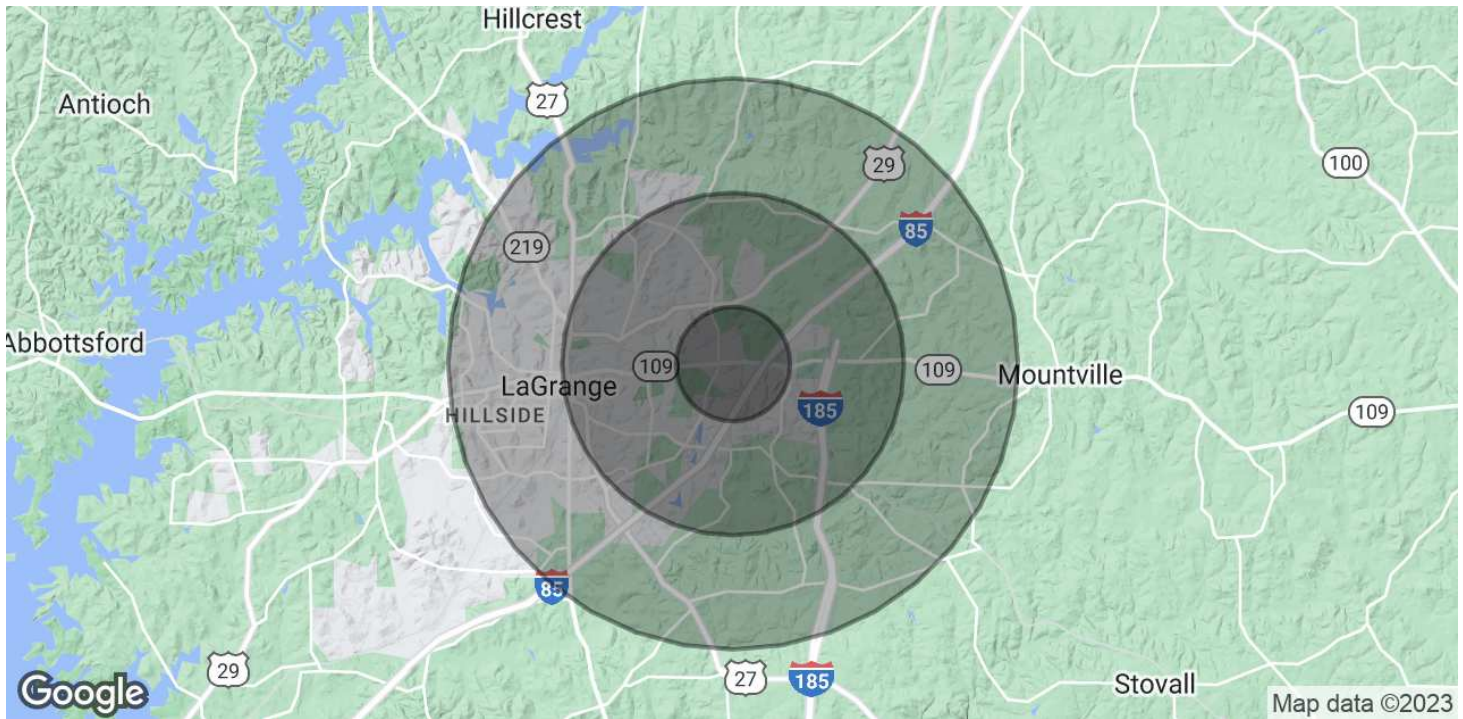 Hillcrest
27
Antioch
29
100
85
219
Abbottsford
109
109
Mountville
LaGrange
HILLSIDE
185
109
85
29
27
185
Stovall
Google
Map data ©2023